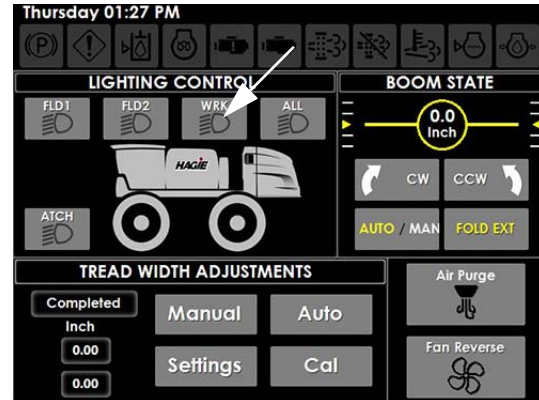 Thursday 01:27 PM
(P)
LIGHTING CONTROL
BOOM STATE
FLD1 FLD2 WRK ALL
0.0
Inch
HAGIE
CW CCW
ATCH
AUTO / MAN FOLD EXT
TREAD WIDTH ADJUSTMENTS
Air Purge
Completed
Inch
Manual Auto
0.00
Fan Reverse
Settings Cal
0.00